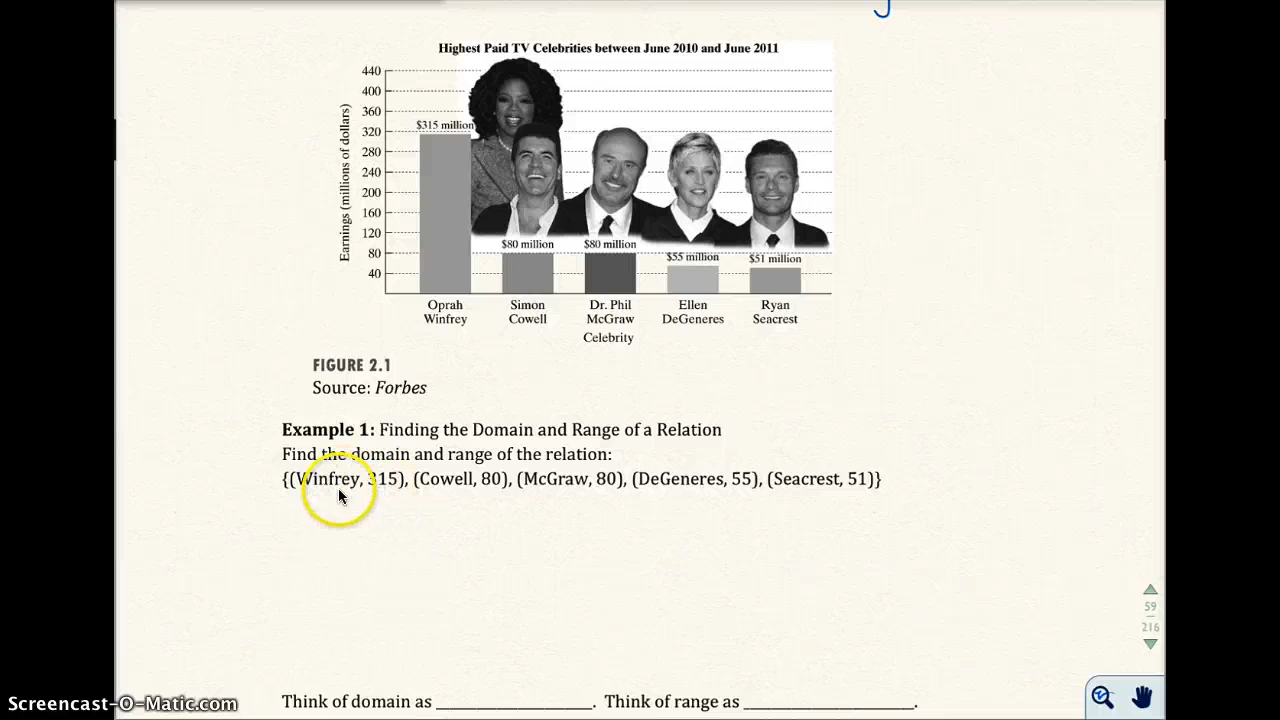 Highest Paid TV Celebrities between June 2010 and June 2011
Earnings (millions of dollars)
440
400
360
320
280
240
200
160
120
80
40
$315 million
$80 million
$80 million
$55 million
$51 million
Oprah Winfrey
Simon Cowell
Dr. Phil McGraw
Ellen DeGeneres
Ryan Seacrest
Celebrity
FIGURE 2.1
Source: Forbes
Example 1: Finding the Domain and Range of a Relation
Find the domain and range of the relation:
{(Winfrey, 315), (Cowell, 80), (McGraw, 80), (DeGeneres, 55), (Seacrest, 51)}
59
216
Think of domain as __________________. Think of range as ____________________.
Screencast-O-Matic.com